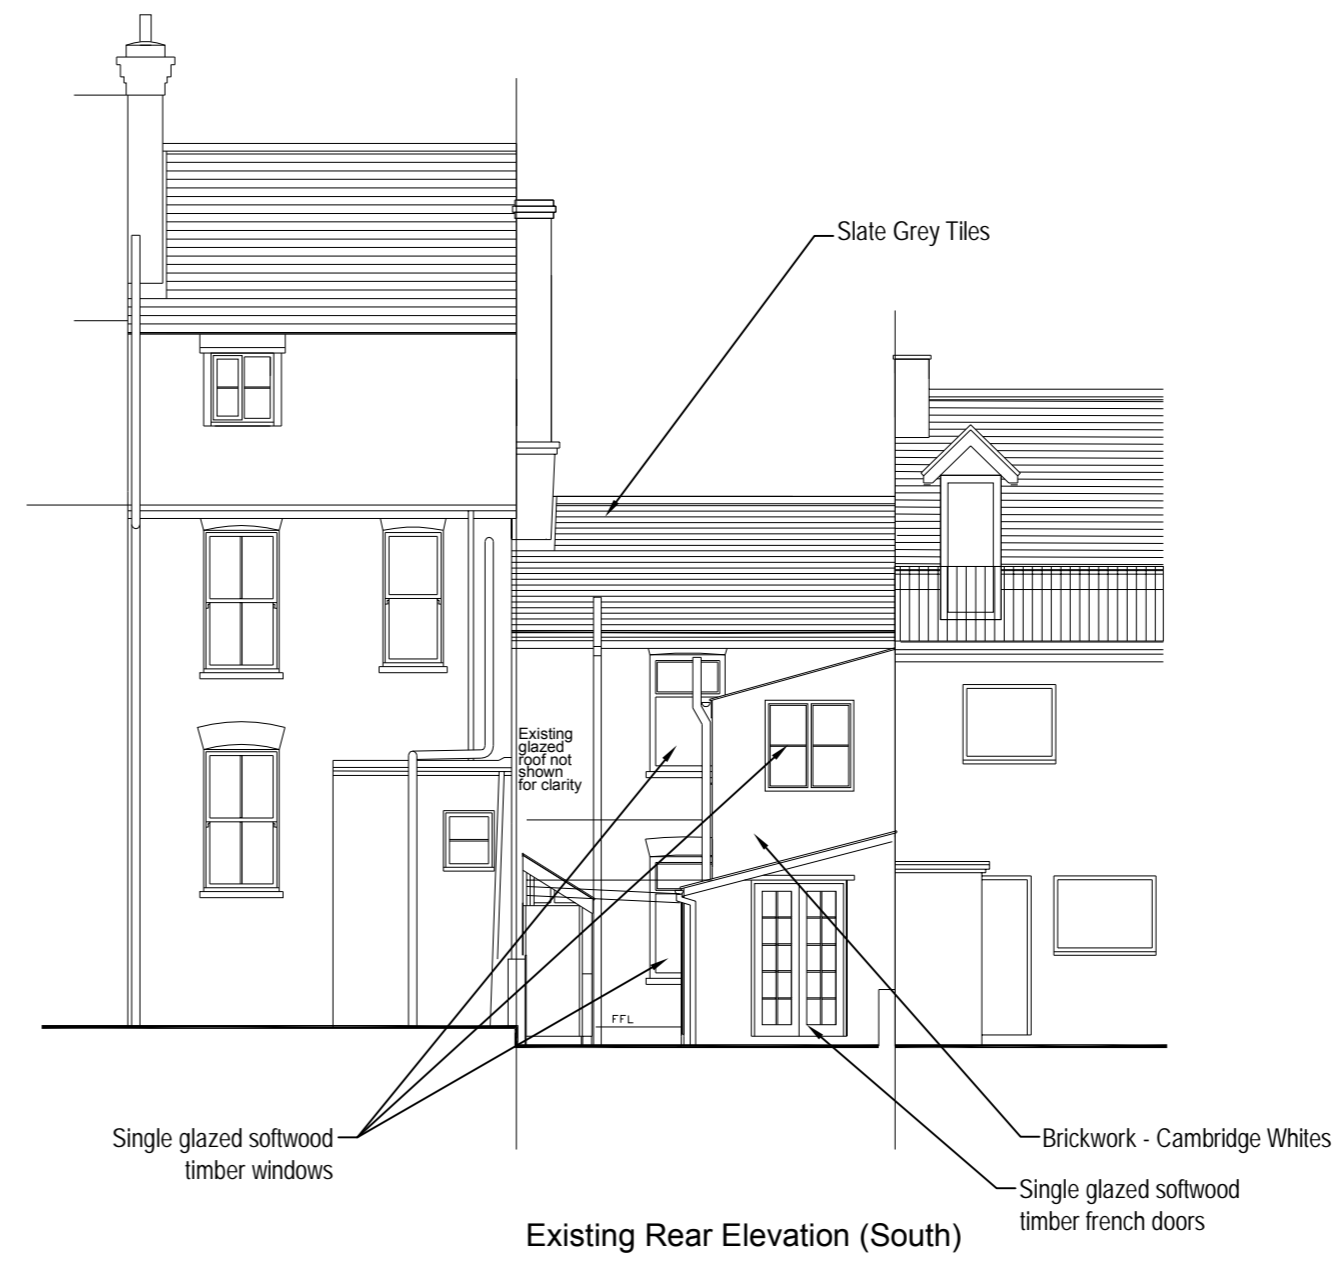 Slate Grey Tiles
Existing
glazed
roof not
shown
for clarity
FFL
Single glazed softwood
timber windows
Brickwork - Cambridge Whites
Single glazed softwood
timber french doors
Existing Rear Elevation (South)